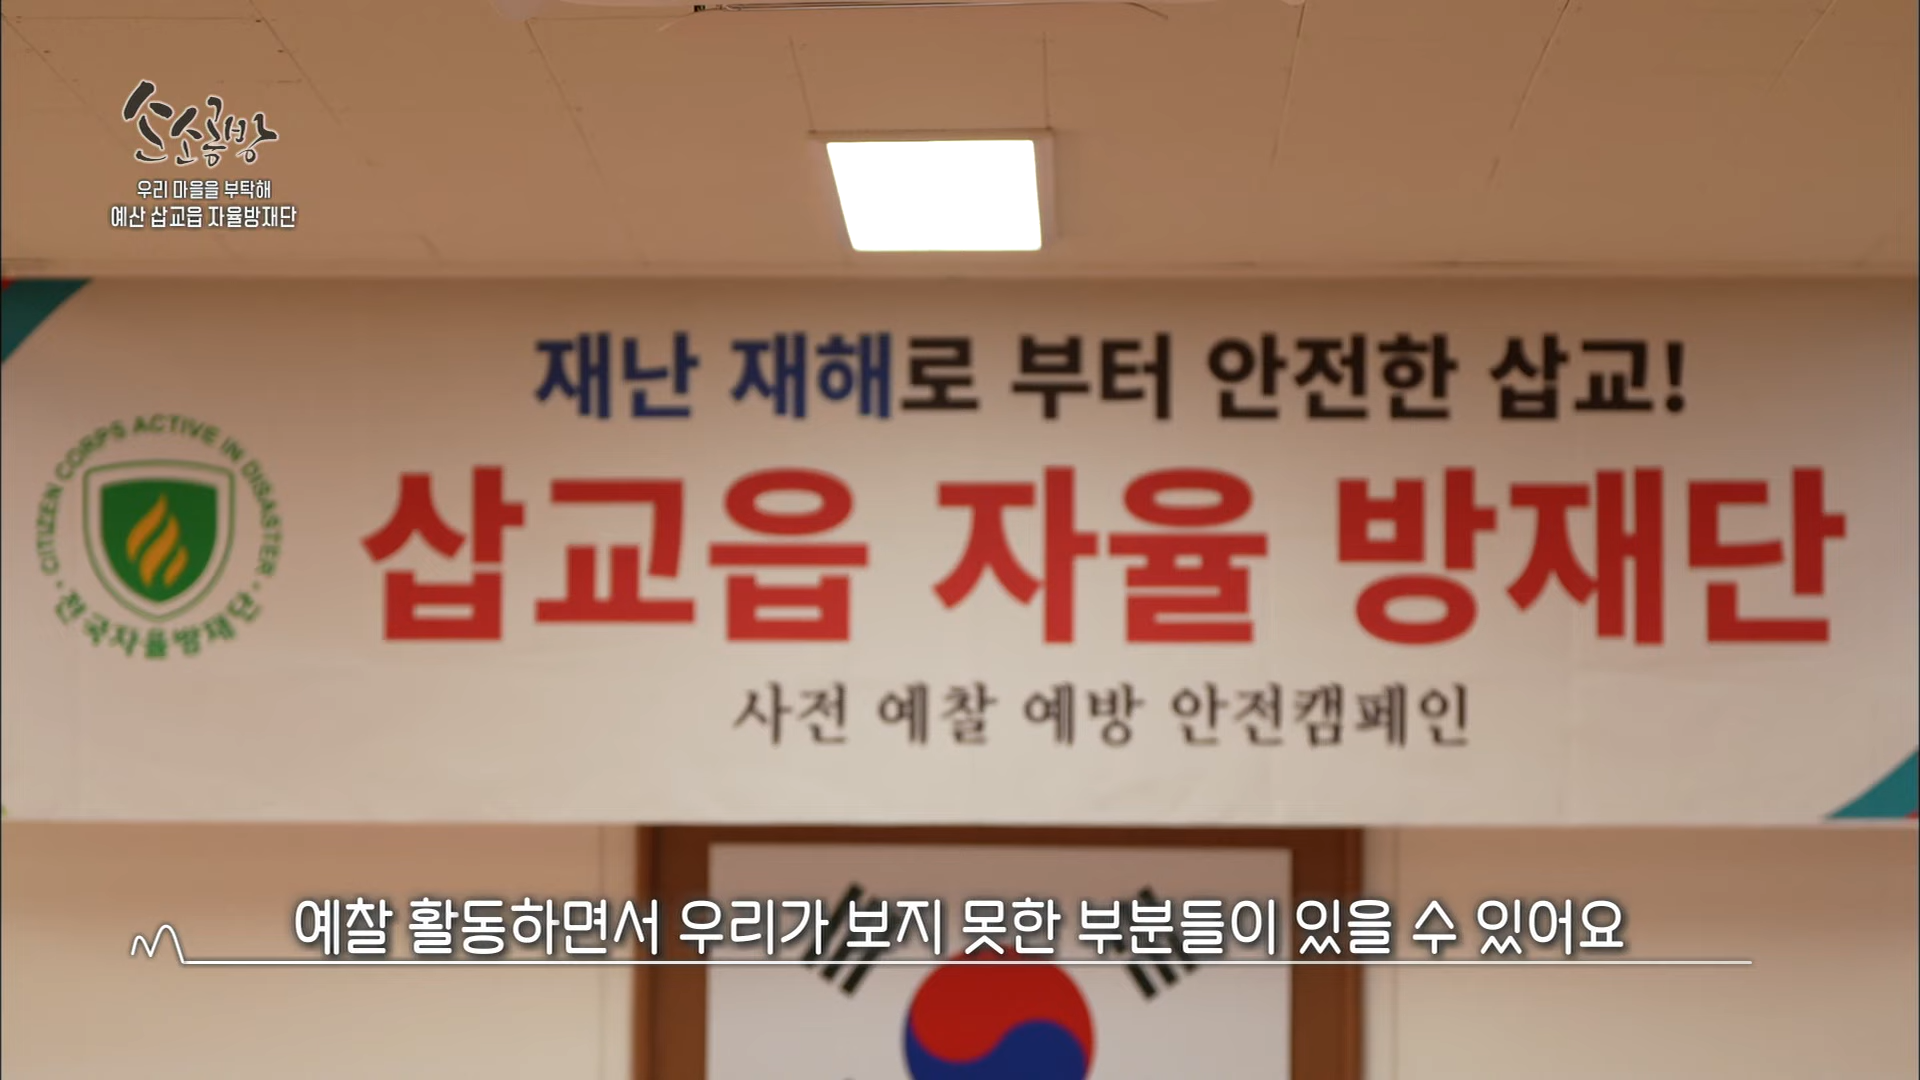 소소공방
우리 마을을 부탁해
예산 삽교읍 자율방재단
재난 재해로 부터 안전한 삽교!
CITIZEN CORPS ACTIVE IN DISASTER
전국자율방재단
삽교읍 자율 방재단
사전 예찰 예방 안전캠페인
예찰 활동하면서 우리가 보지 못한 부분들이 있을 수 있어요